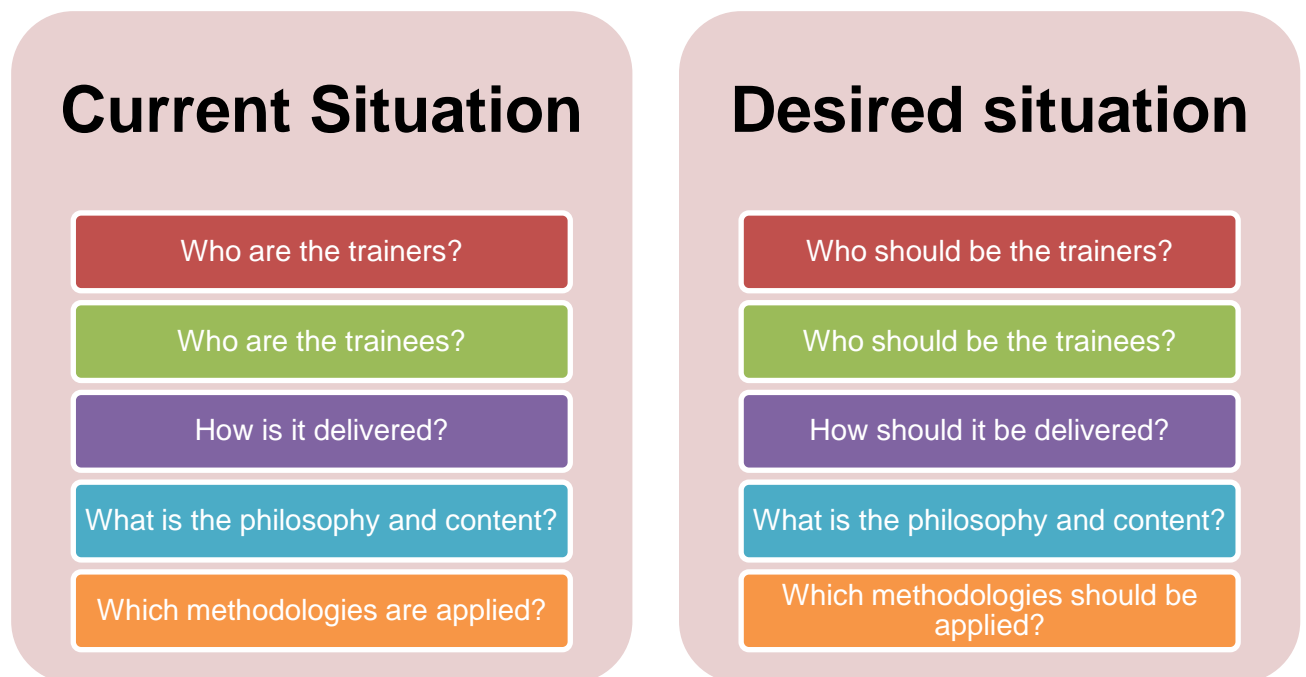 Current Situation
Who are the trainers?
Who are the trainees?
How is it delivered?
What is the philosophy and content?
Which methodologies are applied?
Desired situation
Who should be the trainers?
Who should be the trainees?
How should it be delivered?
What is the philosophy and content?
Which methodologies should be
applied?